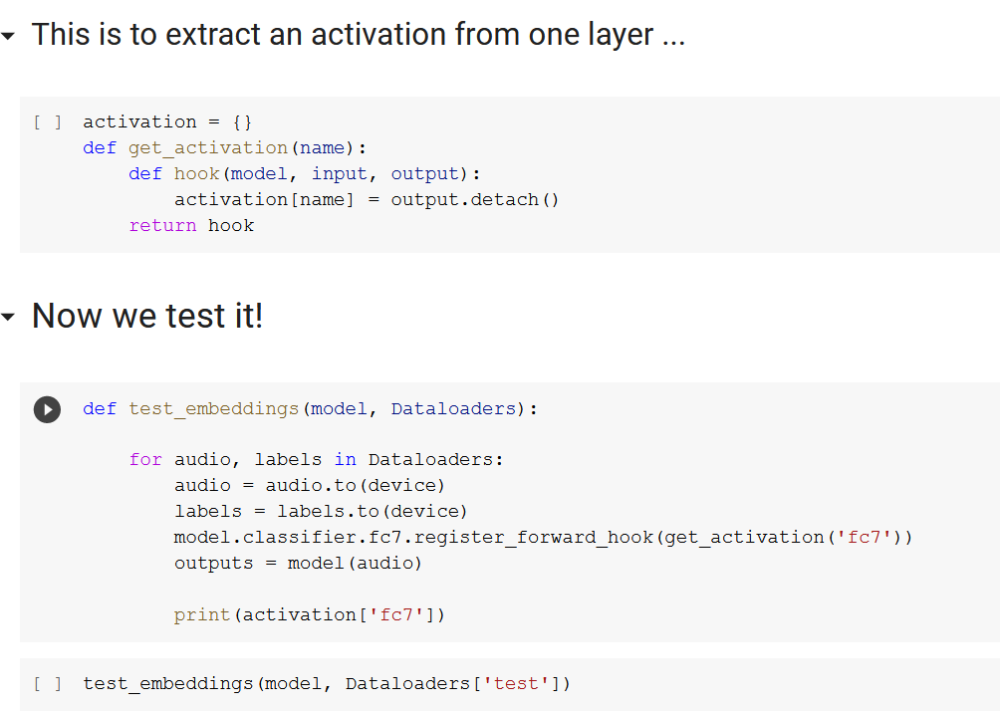 This is to extract an activation from one layer ...
[ ] activation = {}
def get_activation(name):
    def hook(model, input, output):
        activation[name] = output.detach()
    return hook
Now we test it!
def test_embeddings(model, Dataloaders):
    for audio, labels in Dataloaders:
        audio = audio.to(device)
        labels = labels.to(device)
        model.classifier.fc7.register_forward_hook(get_activation('fc7'))
        outputs = model(audio)
        print(activation['fc7'])
[ ] test_embeddings(model, Dataloaders['test'])